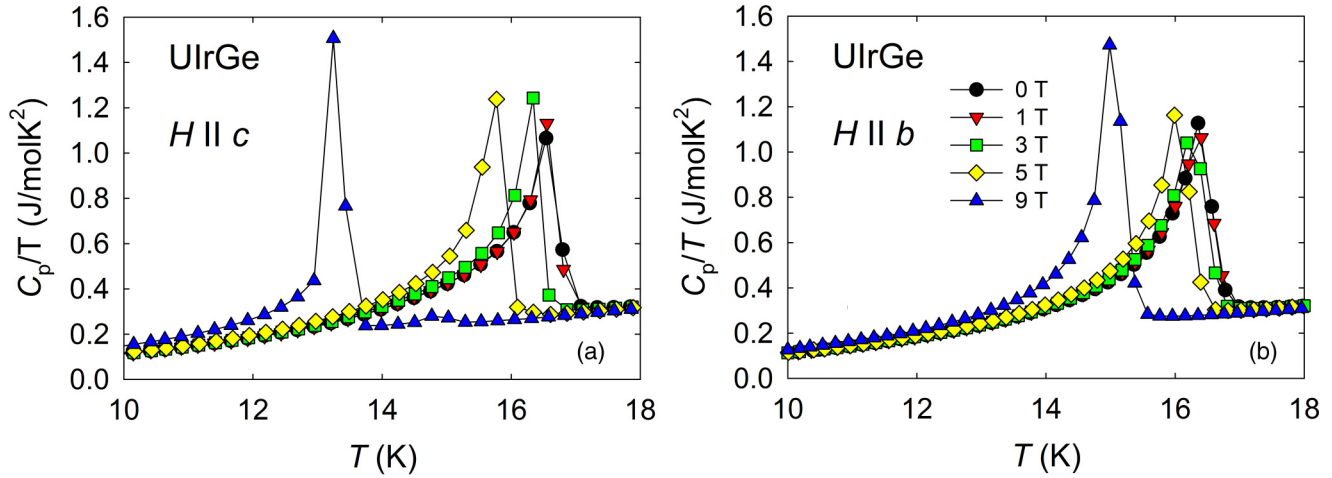 UIrGe
H II c
(a)
1.6
1.4
1.2
1.0
0.8
0.6
0.4
0.2
0.0
10 12 14 16 18
T (K)
Cp/T (J/molK²)
UIrGe
H II b
0 T
1 T
3 T
5 T
9 T
(b)
1.6
1.4
1.2
1.0
0.8
0.6
0.4
0.2
0.0
10 12 14 16 18
T (K)
Cp/T (J/molK²)